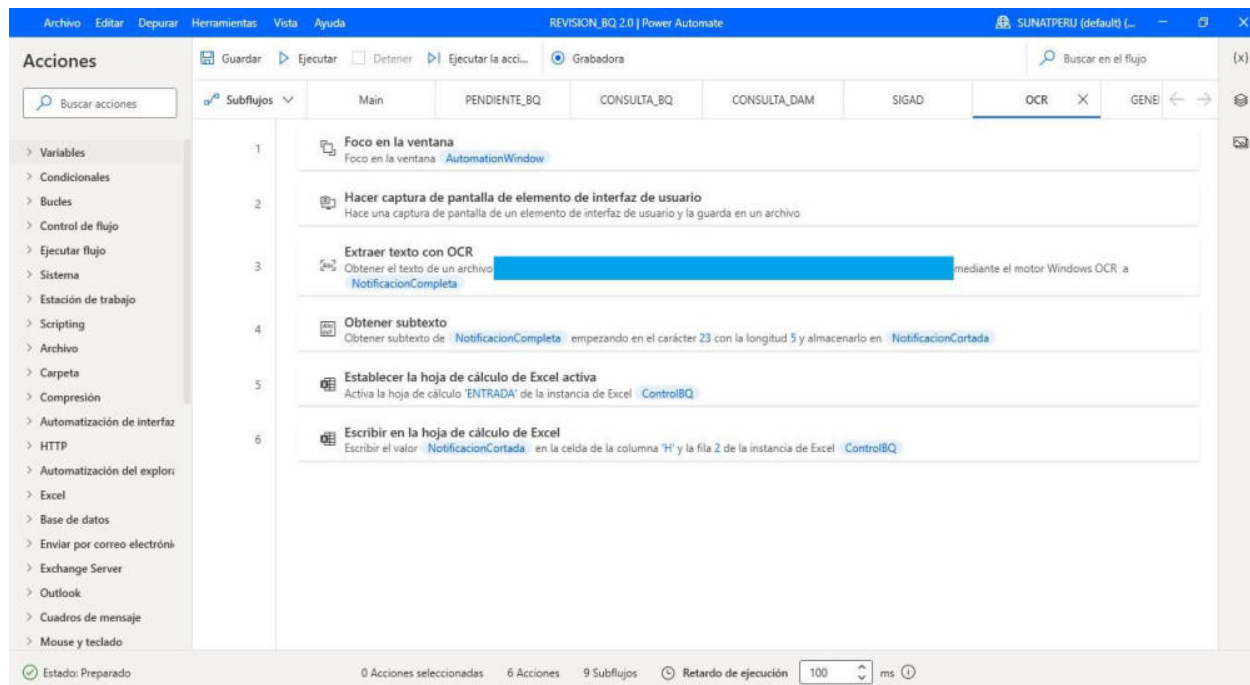 Archivo Editar Depurar Herramientas Vista Ayuda REVISION_BQ 2.0 | Power Automate SUNATPERU (default) (...
Acciones Guardar Ejecutar Detener Ejecutar la acci... Grabadora Buscar en el flujo {x}
Buscar acciones Subflujos Main PENDIENTE_BQ CONSULTA_BQ CONSULTA_DAM SIGAD OCR GENE
Variables
Condicionales
Bucles
Control de flujo
Ejecutar flujo
Sistema
Estación de trabajo
Scripting
Archivo
Carpeta
Compresión
Automatización de interfaz
HTTP
Automatización del explor
Excel
Base de datos
Enviar por correo electróni
Exchange Server
Outlook
Cuadros de mensaje
Mouse y teclado
1 Foco en la ventana
Foco en la ventana AutomationWindow
2 Hacer captura de pantalla de elemento de interfaz de usuario
Hace una captura de pantalla de un elemento de interfaz de usuario y la guarda en un archivo
3 Extraer texto con OCR
Obtener el texto de un archivo mediante el motor Windows OCR a
NotificacionCompleta
4 Obtener subtexto
Obtener subtexto de NotificacionCompleta empezando en el carácter 23 con la longitud 5 y almacenarlo en NotificacionCortada
5 Establecer la hoja de cálculo de Excel activa
Activa la hoja de cálculo 'ENTRADA' de la instancia de Excel ControlBQ
6 Escribir en la hoja de cálculo de Excel
Escribir el valor NotificacionCortada en la celda de la columna 'H' y la fila 2 de la instancia de Excel ControlBQ
Estado: Preparado 0 Acciones seleccionadas 6 Acciones 9 Subflujos Retardo de ejecución 100 ms